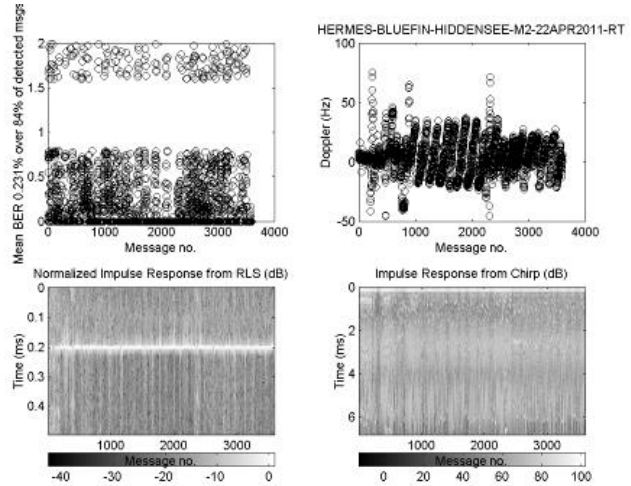 HERMES-BLUEFIN-HIDDENSEE-M2-22APR2011-RT
Mean BER 0.231% over 84% of detected msgs
2
1.5
1
0.5
0
0 1000 2000 3000 4000
Message no.
Doppler (Hz)
100
50
0
-50
0 1000 2000 3000 4000
Message no.
Normalized Impulse Response from RLS (dB)
Time (ms)
0
0.1
0.2
0.3
0.4
1000 2000 3000
Message no.
-40 -30 -20 -10 0
Impulse Response from Chirp (dB)
Time (ms)
0
2
4
6
1000 2000 3000
Message no.
0 20 40 60 80 100